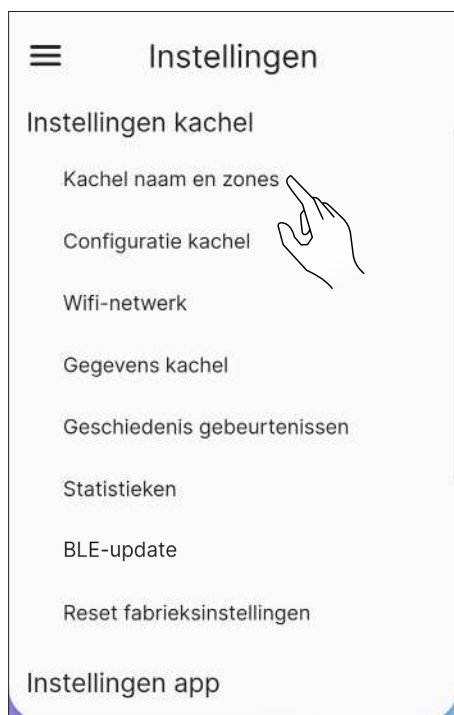 Instellingen
Instellingen kachel
Kachel naam en zones
Configuratie kachel
Wifi-netwerk
Gegevens kachel
Geschiedenis gebeurtenissen
Statistieken
BLE-update
Reset fabrieksinstellingen
Instellingen app